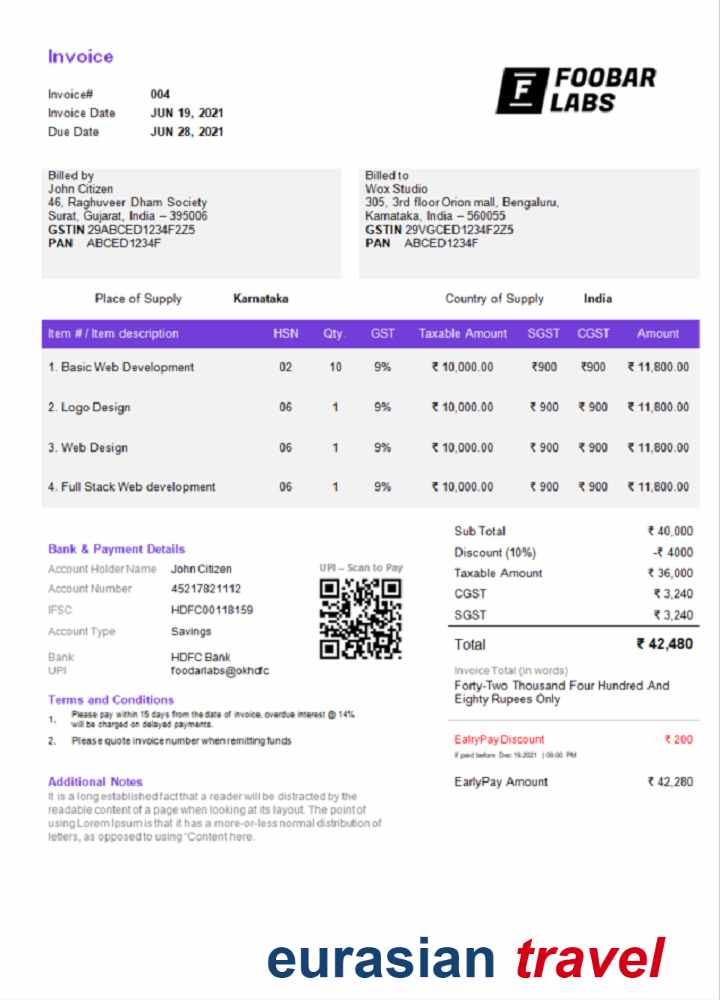 Invoice
FOOBAR
LABS
Invoice# 004
Invoice Date JUN 19, 2021
Due Date JUN 28, 2021
Billed by
John Citizen
46, Raghuveer Dham Society
Surat, Gujarat, India – 395006
GSTIN 29ABCED1234F2Z5
PAN ABCED1234F
Billed to
Wox Studio
305, 3rd floor Orion mall, Bengaluru,
Karnataka, India – 560055
GSTIN 29VGCED1234F2Z5
PAN ABCED1234F
Place of Supply Karnataka Country of Supply India
Item # / Item description HSN Qty. GST Taxable Amount SGST CGST Amount
1. Basic Web Development 02 10 9% ₹ 10,000.00 ₹900 ₹900 ₹ 11,800.00
2. Logo Design 06 1 9% ₹ 10,000.00 ₹ 900 ₹ 900 ₹ 11,800.00
3. Web Design 06 1 9% ₹ 10,000.00 ₹ 900 ₹ 900 ₹ 11,800.00
4. Full Stack Web development 06 1 9% ₹ 10,000.00 ₹ 900 ₹ 900 ₹ 11,800.00
Bank & Payment Details
Account Holder Name John Citizen
Account Number 45217821112
IFSC HDFC00118159
Account Type Savings
Bank HDFC Bank
UPI foodarlabs@okhdfc
UPI – Scan to Pay
Sub Total ₹ 40,000
Discount (10%) -₹ 4000
Taxable Amount ₹ 36,000
CGST ₹ 3,240
SGST ₹ 3,240
Total ₹ 42,480
Invoice Total (in words)
Forty-Two Thousand Four Hundred And
Eighty Rupees Only
EalryPay Discount ₹ 200
If paid before Dec 19,2021 | 06:00 PM
EarlyPay Amount ₹ 42,280
Terms and Conditions
1. Please pay within 15 days from the date of invoice, overdue interest @ 14%
will be charged on delayed payments.
2. Please quote invoice number when remitting funds
Additional Notes
It is a long established fact that a reader will be distracted by the
readable content of a page when looking at its layout. The point of
using Lorem Ipsum is that it has a more-or-less normal distribution of
letters, as opposed to using 'Content here.
eurasian travel